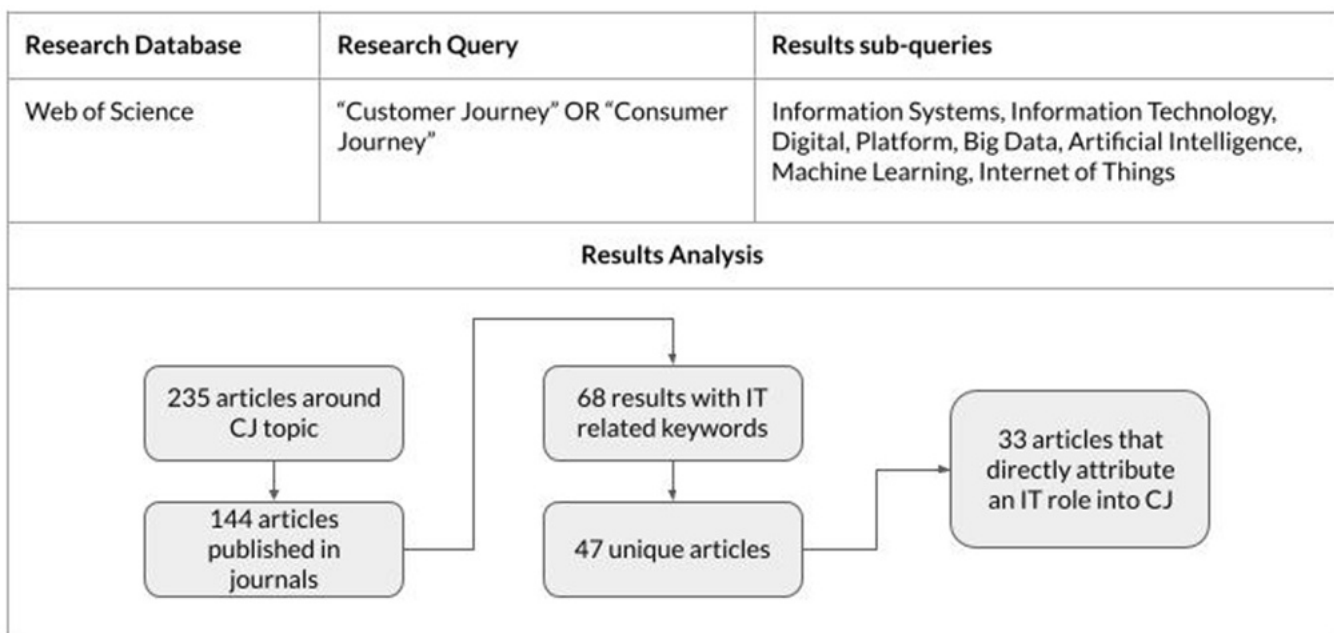 Research Database
Research Query
Results sub-queries
Web of Science
“Customer Journey” OR “Consumer
Journey”
Information Systems, Information Technology,
Digital, Platform, Big Data, Artificial Intelligence,
Machine Learning, Internet of Things
Results Analysis
235 articles around
CJ topic
144 articles
published in
journals
68 results with IT
related keywords
47 unique articles
33 articles that
directly attribute
an IT role into CJ